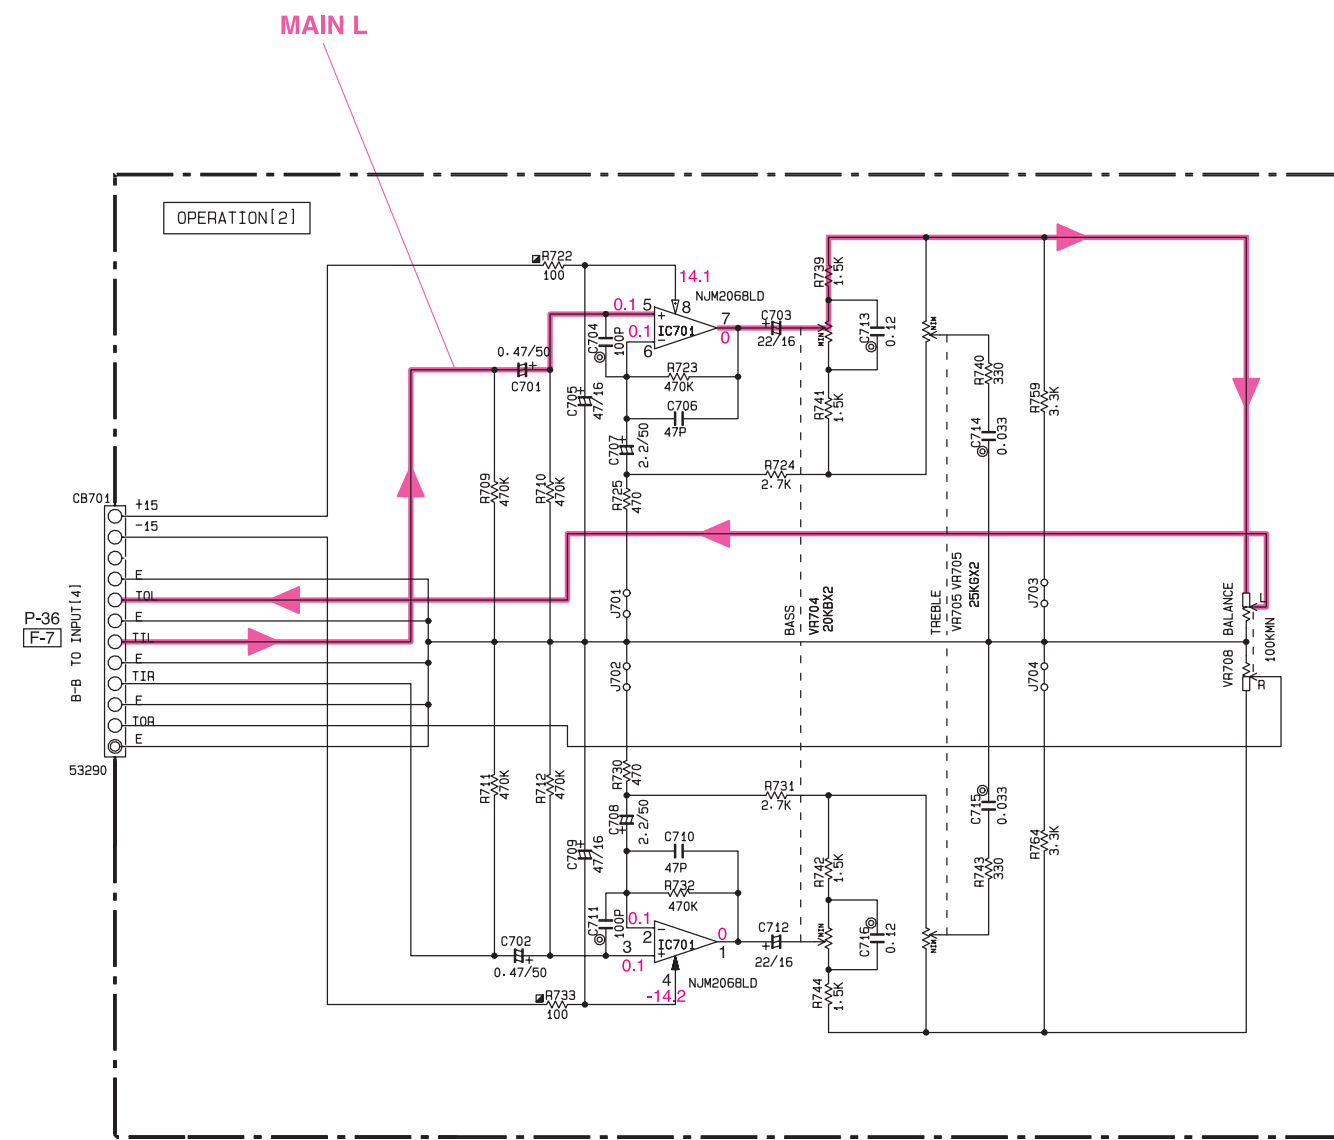 MAIN L
OPERATION[2]
R722
100
14.1
NJM2068LD
0.1
5
8
7
0
0.1
6
IC701
C704
100P
C703
22/16
R739
1.5K
MIN
C713
0.12
MIN
0.47/50
C701
C705
47/16
R723
470K
C706
47P
C707
2.2/50
R741
1.5K
R740
330
R759
3.3K
C714
0.033
R724
2.7K
R709
470K
R710
470K
R725
470
CB701
+15
-15
E
TOL
E
TIL
E
TIR
E
TOR
E
53290
P-36
F-7
B-B TO INPUT[4]
J701
J702
BASS
VR704
20KBX2
TREBLE
VR705 VR705
25KGX2
J703
J704
VR708 BALANCE
100KMN
L
R
R711
470K
R712
470K
R730
470
C708
2.2/50
R731
2.7K
C715
0.033
R764
3.3K
R743
330
C709
47/16
C710
47P
R732
470K
R742
1.5K
C711
100P
0.1
2
3
0.1
IC701
0
1
C712
22/16
MIN
C716
0.12
MIN
C702
0.47/50
4
NJM2068LD
-14.2
R733
100
R744
1.5K